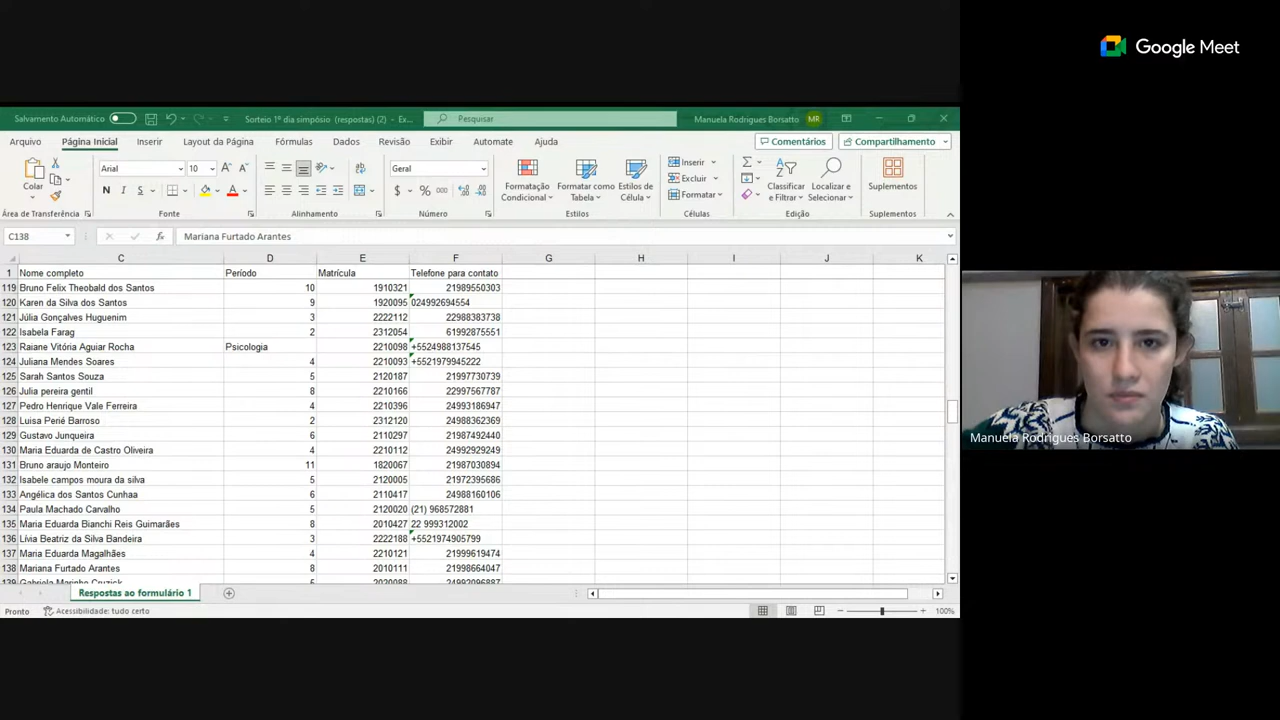 Google Meet
Salvamento Automático Sorteio 1º dia simpósio (respostas) (2) - Ex... Pesquisar Manuela Rodrigues Borsatto MR
Arquivo Página Inicial Inserir Layout da Página Fórmulas Dados Revisão Exibir Automate Ajuda Comentários Compartilhamento
Colar Arial 10 Geral Formatação Condicional Formatar como Tabela Estilos de Célula Inserir Excluir Formatar Classificar e Filtrar Localizar e Selecionar Suplementos
Área de Transferência Fonte Alinhamento Número Estilos Células Edição Suplementos
C138 fx Mariana Furtado Arantes
C D E F G H I J K
1 Nome completo Período Matrícula Telefone para contato
119 Bruno Felix Theobald dos Santos 10 1910321 21989550303
120 Karen da Silva dos Santos 9 1920095 024992694554
121 Júlia Gonçalves Huguenim 3 2222112 22988383738
122 Isabela Farag 2 2312054 61992875551
123 Raiane Vitória Aguiar Rocha Psicologia 2210098 +5524988137545
124 Juliana Mendes Soares 4 2210093 +5521979945222
125 Sarah Santos Souza 5 2120187 21997730739
126 Julia pereira gentil 8 2210166 22997567787
127 Pedro Henrique Vale Ferreira 4 2210396 24993186947
128 Luisa Perié Barroso 2 2312120 24988362369
129 Gustavo Junqueira 6 2110297 21987492440
130 Maria Eduarda de Castro Oliveira 4 2210112 24992929249
131 Bruno araujo Monteiro 11 1820067 21987030894
132 Isabele campos moura da silva 5 2120005 21972395686
133 Angélica dos Santos Cunhaa 6 2110417 24988160106
134 Paula Machado Carvalho 5 2120020 (21) 968572881
135 Maria Eduarda Bianchi Reis Guimarães 8 2010427 22 999312002
136 Lívia Beatriz da Silva Bandeira 3 2222188 +5521974905799
137 Maria Eduarda Magalhães 4 2210121 21999619474
138 Mariana Furtado Arantes 8 2010111 21998664047
139 Gabriela Marinho Cruzick 5 2020088 24992096887
Respostas ao formulário 1
Pronto Acessibilidade: tudo certo 100%
Manuela Rodrigues Borsatto